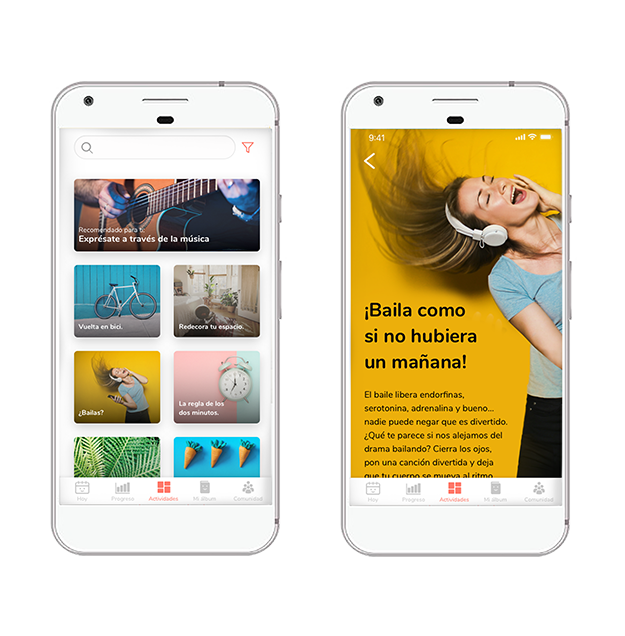 Recomendado para ti:
Exprésate a través de la música
Vuelta en bici.
Redecora tu espacio.
¿Bailas?
La regla de los
dos minutos.
Hoy
Progreso
Actividades
Mi álbum
Comunidad
9:41
¡Baila como
si no hubiera
un mañana!
El baile libera endorfinas,
serotonina, adrenalina y bueno...
nadie puede negar que es divertido.
¿Qué te parece si nos alejamos del
drama bailando? Cierra los ojos,
pon una canción divertida y deja
que tu cuerpo se mueva al ritmo
Hoy
Progreso
Actividades
Mi álbum
Comunidad